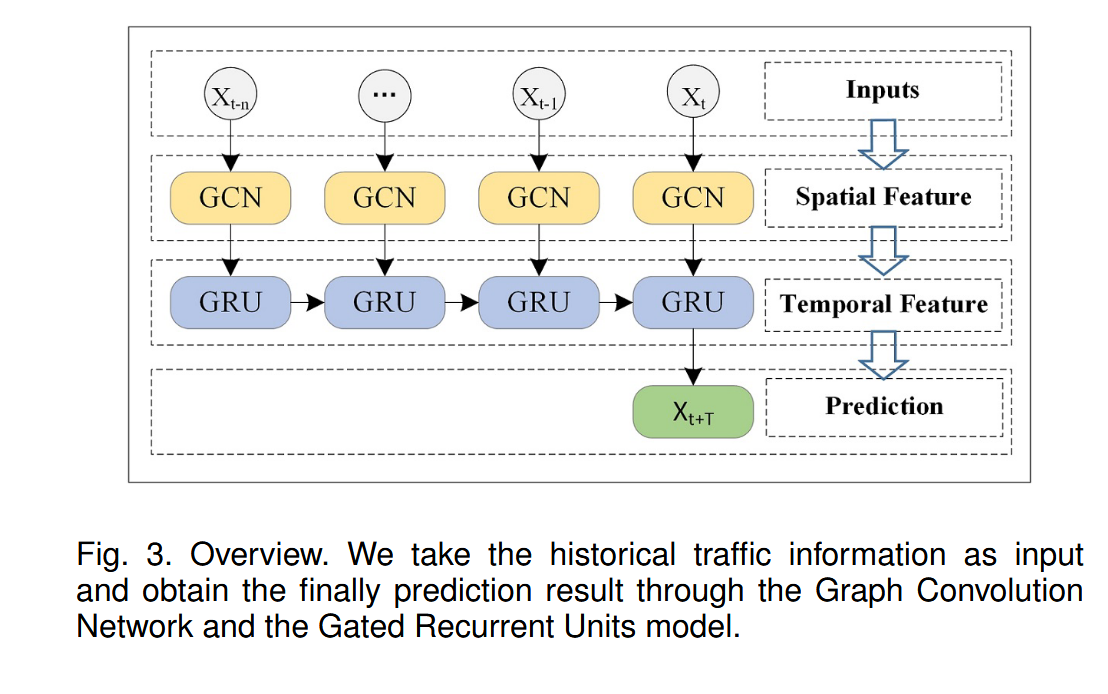 X_{t-n} ... X_{t-1} X_t Inputs
GCN GCN GCN GCN Spatial Feature
GRU GRU GRU GRU Temporal Feature
X_{t+T} Prediction
Fig. 3. Overview. We take the historical traffic information as input
and obtain the finally prediction result through the Graph Convolution
Network and the Gated Recurrent Units model.